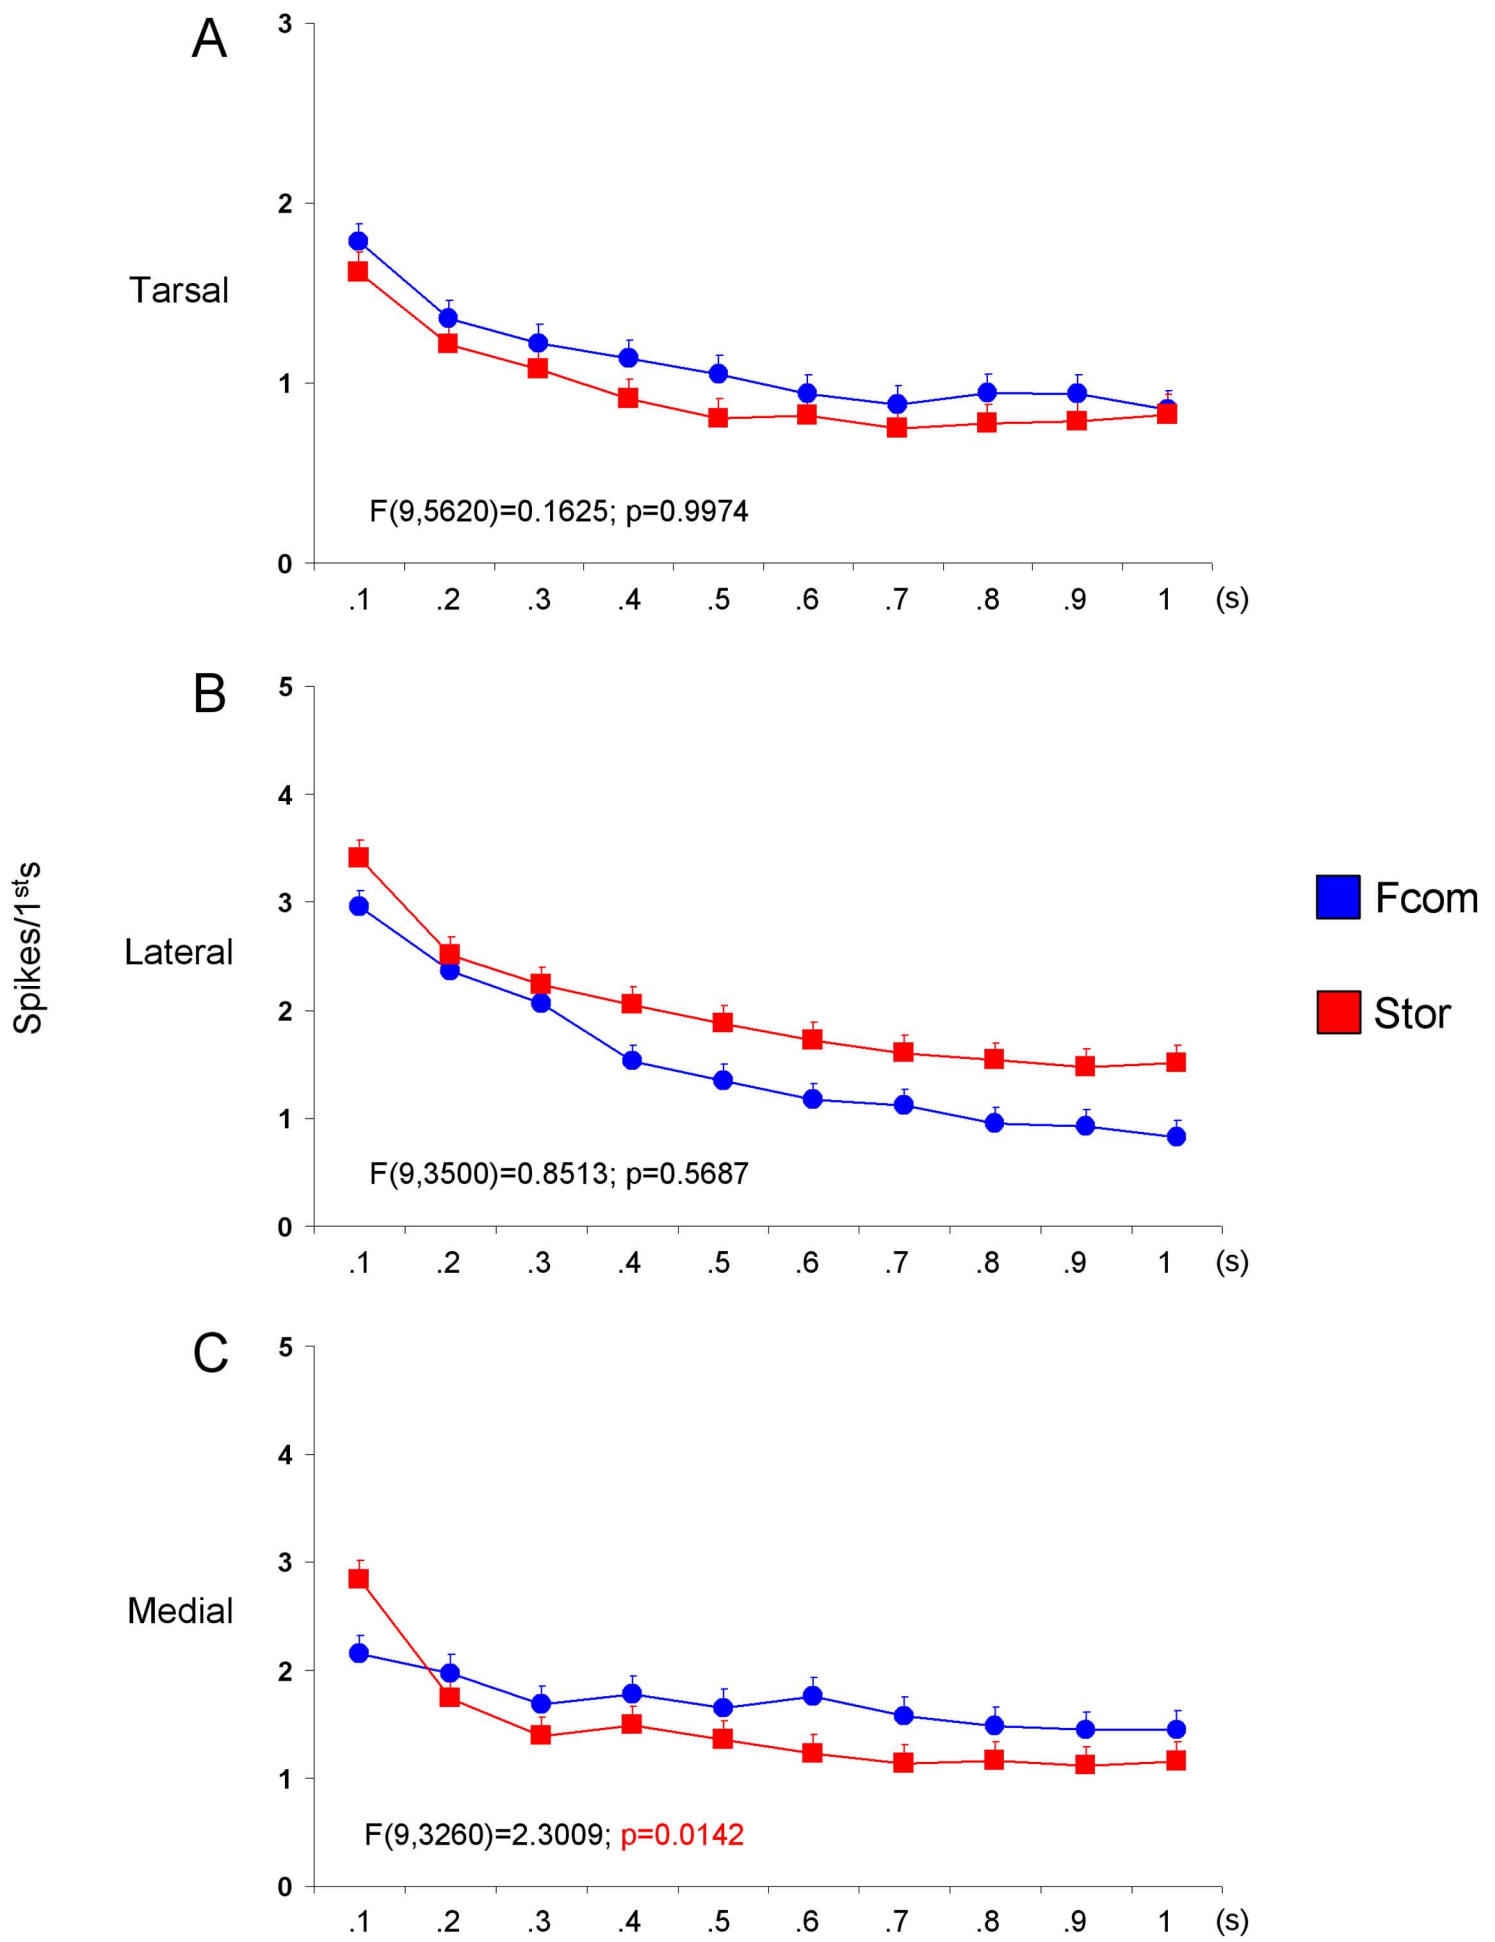 A
3
2
1
0
Tarsal
F(9,5620)=0.1625; p=0.9974
.1 .2 .3 .4 .5 .6 .7 .8 .9 1 (s)
B
5
4
3
2
1
0
Lateral
F(9,3500)=0.8513; p=0.5687
.1 .2 .3 .4 .5 .6 .7 .8 .9 1 (s)
Spikes/1ˢᵗs
Fcom
Stor
C
5
4
3
2
1
0
Medial
F(9,3260)=2.3009; p=0.0142
.1 .2 .3 .4 .5 .6 .7 .8 .9 1 (s)